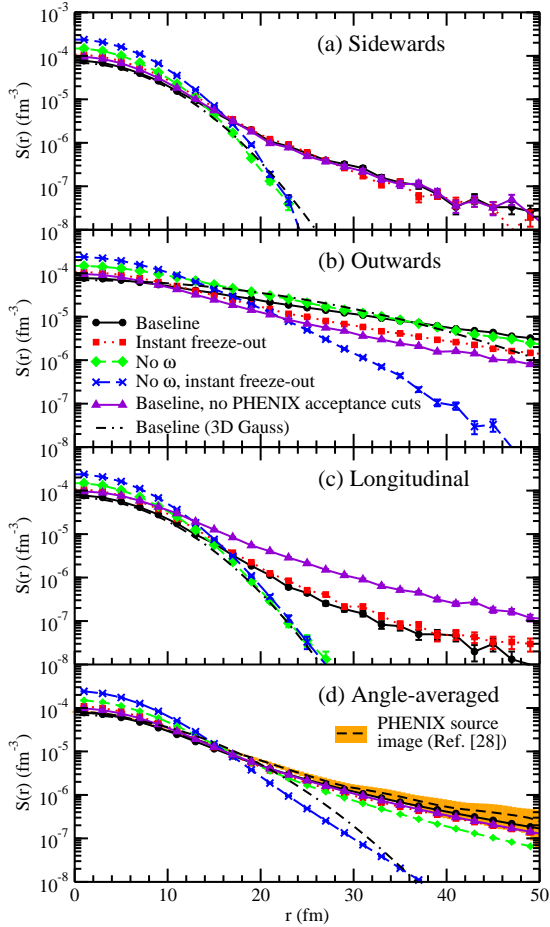 10⁻³
(a) Sidewards
10⁻⁴
10⁻⁵
S(r) (fm⁻³)
10⁻⁶
10⁻⁷
10⁻⁸
(b) Outwards
10⁻⁴
10⁻⁵
S(r) (fm⁻³)
Baseline
Instant freeze-out
10⁻⁶
No ω
No ω, instant freeze-out
10⁻⁷
Baseline, no PHENIX acceptance cuts
Baseline (3D Gauss)
10⁻⁸
(c) Longitudinal
10⁻⁴
10⁻⁵
S(r) (fm⁻³)
10⁻⁶
10⁻⁷
10⁻⁸
(d) Angle-averaged
10⁻⁴
PHENIX source
image (Ref. [28])
10⁻⁵
S(r) (fm⁻³)
10⁻⁶
10⁻⁷
10⁻⁸
0 10 20 30 40 50
r (fm)